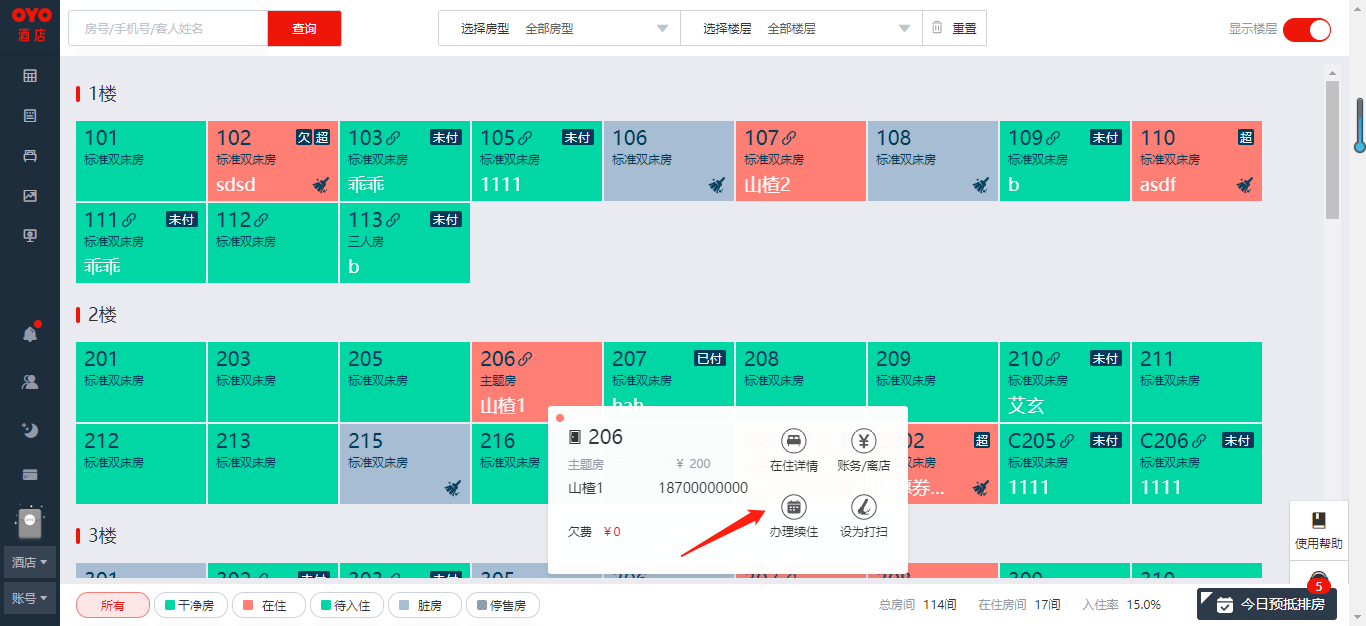 OYO
酒店
房号/手机号/客人姓名 查询 选择房型 全部房型 选择楼层 全部楼层 重置 显示楼层
1楼
101 标准双床房
102 欠 超 标准双床房 sdsd
103 未付 标准双床房 乖乖
105 未付 标准双床房 1111
106 标准双床房
107 标准双床房 山楂2
108 标准双床房
109 未付 标准双床房 b
110 超 标准双床房 asdf
111 未付 标准双床房 乖乖
112 标准双床房
113 未付 三人房 b
2楼
201 标准双床房
203 标准双床房
205 标准双床房
206 主题房 山楂1
207 已付 标准双床房 bab
208 标准双床房
209 标准双床房
210 未付 标准双床房 艾玄
211 标准双床房
212 标准双床房
213 标准双床房
215 标准双床房
216 标准双床房
02 超 床房 券...
C205 未付 标准双床房 1111
C206 未付 标准双床房 1111
206
主题房 ¥ 200
山楂1 18700000000
欠费 ¥0
在住详情 账务/离店
办理续住 设为打扫
3楼
301 302 未付 303 未付 305 306 307 308 309 310
酒店
账号
使用帮助
所有 干净房 在住 待入住 脏房 停售房
总房间 114间 在住房间 17间 入住率 15.0%
5
今日预抵排房